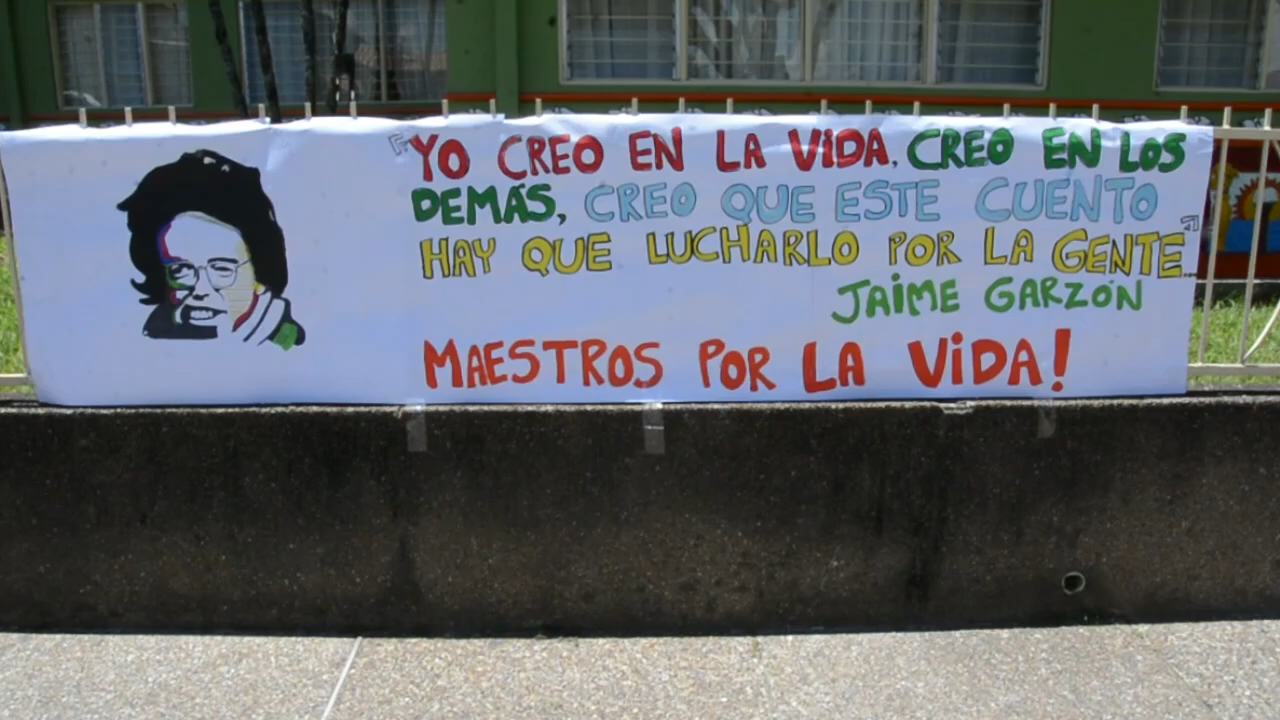 "YO CREO EN LA ViDA, CREO EN LOS
DEMÁS, CREO QUE ESTE CUENTO
HAY QUE LUCHARLO POR LA GENTE"...
JAiME GARZÓN
MAESTROS POR LA ViDA!